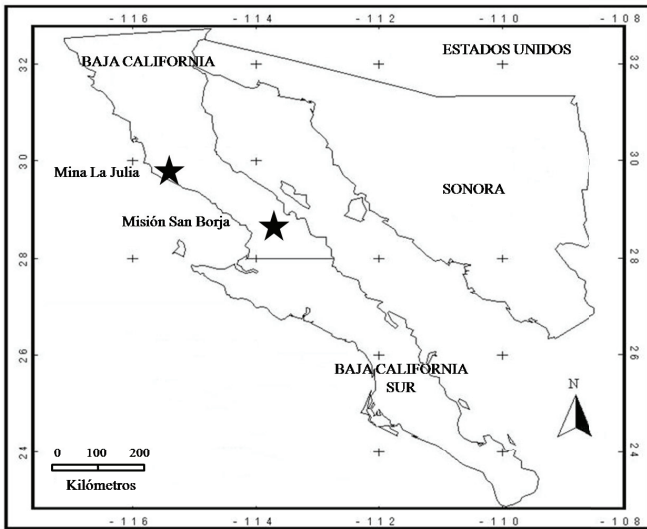 -116 -114 -112 -110 -108
ESTADOS UNIDOS
32 BAJA CALIFORNIA 32
30 30
Mina La Julia
SONORA
Misión San Borja
28 28
26 26
BAJA CALIFORNIA
SUR
N
24 24
0 100 200
Kilómetros
-116 -114 -112 -110 -108